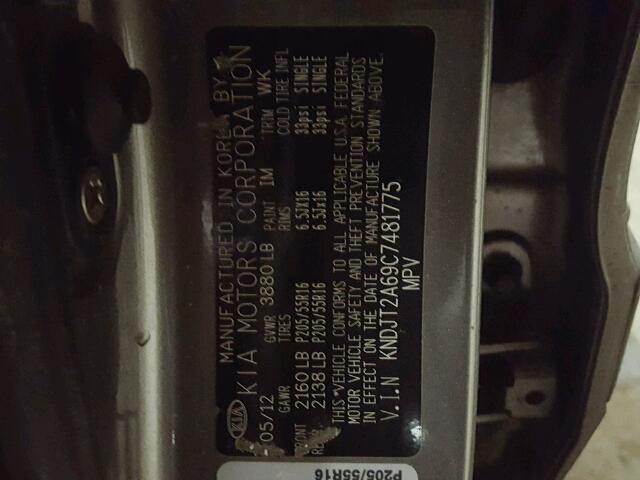 MANUFACTURED IN KOREA BY
KIA KIA MOTORS CORPORATION
05/12 GVWR 3880 LB PAINT IM TRIM WK
GAWR TIRES RIMS COLD TIRE INFL
FRONT 2160 LB P205/55R16 6.5JX16 33psi SINGLE
2138 LB P205/55R16 6.5JX16 33psi SINGLE
THIS VEHICLE CONFORMS TO ALL APPLICABLE U.S.A. FEDERAL
MOTOR VEHICLE SAFETY AND THEFT PREVENTION STANDARDS
IN EFFECT ON THE DATE OF MANUFACTURE SHOWN ABOVE.
V.I.N KNDJT2A69C7481775
MPV
P205/55R16